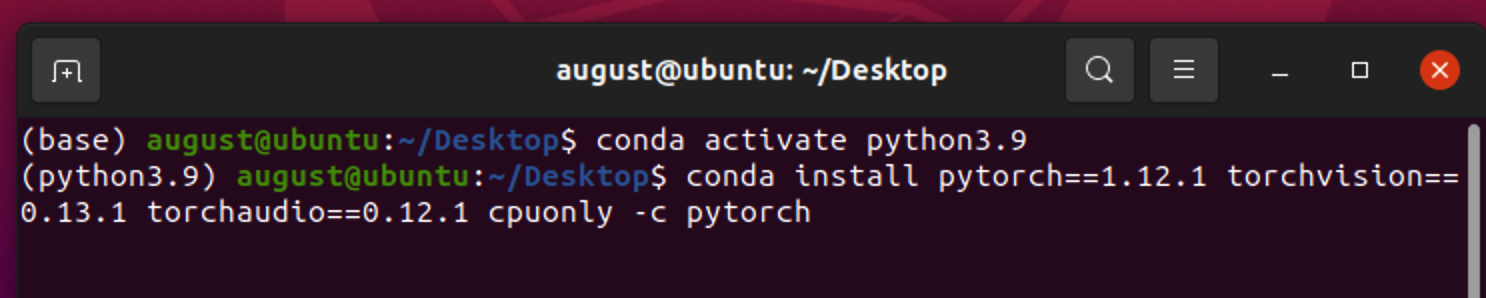 august@ubuntu: ~/Desktop
(base) august@ubuntu:~/Desktop$ conda activate python3.9
(python3.9) august@ubuntu:~/Desktop$ conda install pytorch==1.12.1 torchvision==
0.13.1 torchaudio==0.12.1 cpuonly -c pytorch